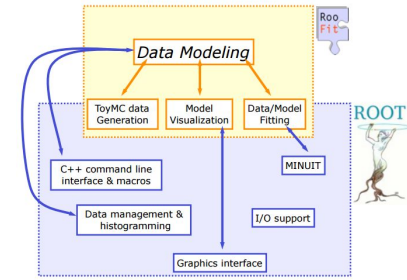 Roo
Fit
Data Modeling
ToyMC data
Generation
Model
Visualization
Data/Model
Fitting
ROOT
C++ command line
interface & macros
MINUIT
Data management &
histogramming
I/O support
Graphics interface